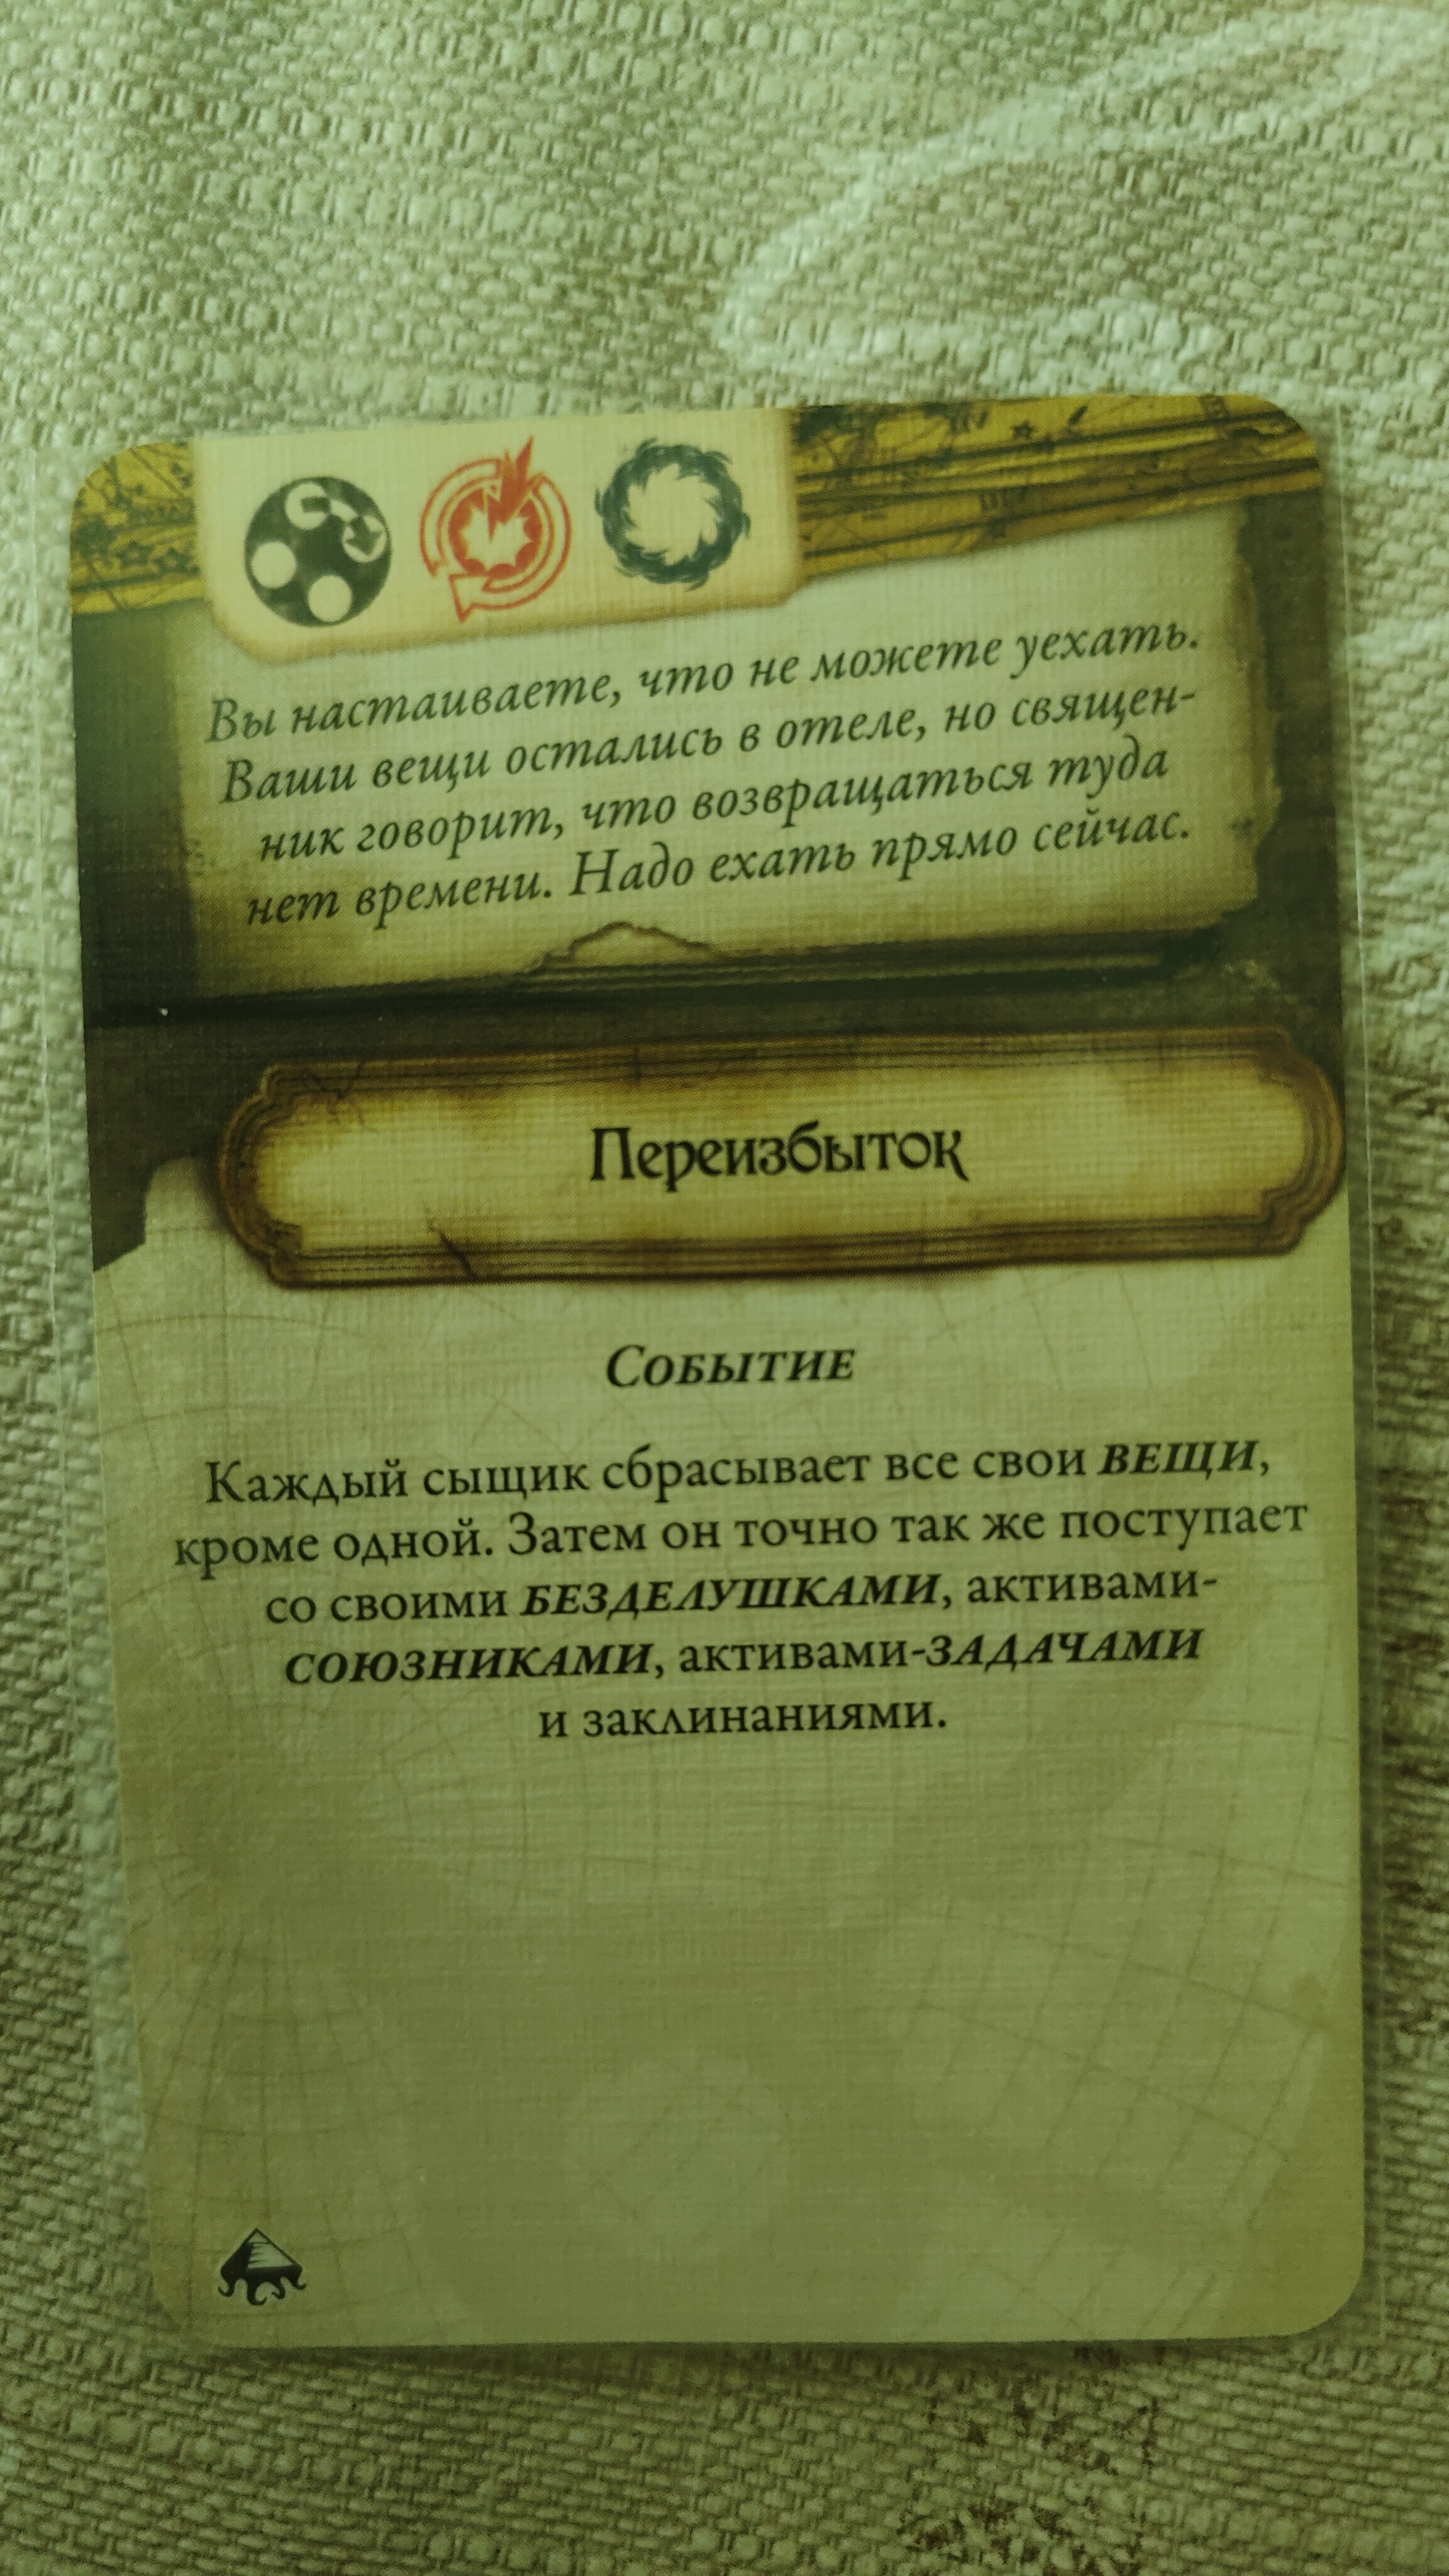 Вы настаиваете, что не можете уехать.
Ваши вещи остались в отеле, но священ-
ник говорит, что возвращаться туда
нет времени. Надо ехать прямо сейчас.
Переизбыток
Событие
Каждый сыщик сбрасывает все свои ВЕЩИ,
кроме одной. Затем он точно так же поступает
со своими БЕЗДЕЛУШКАМИ, активами-
СОЮЗНИКАМИ, активами-ЗАДАЧАМИ
и заклинаниями.